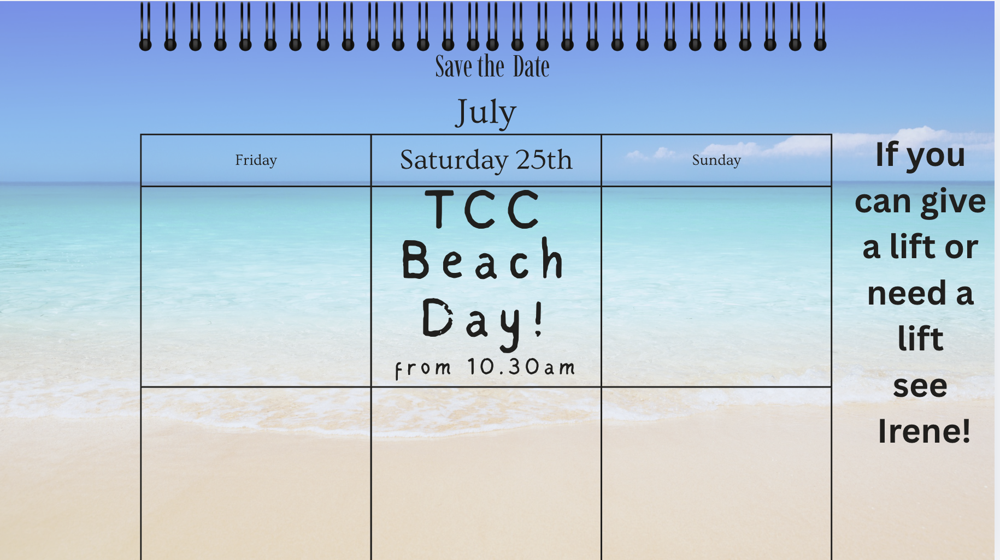 Save the Date
July
Friday
Saturday 25th
Sunday
TCC
Beach
Day!
from 10.30am
If you
can give
a lift or
need a
lift
see
Irene!